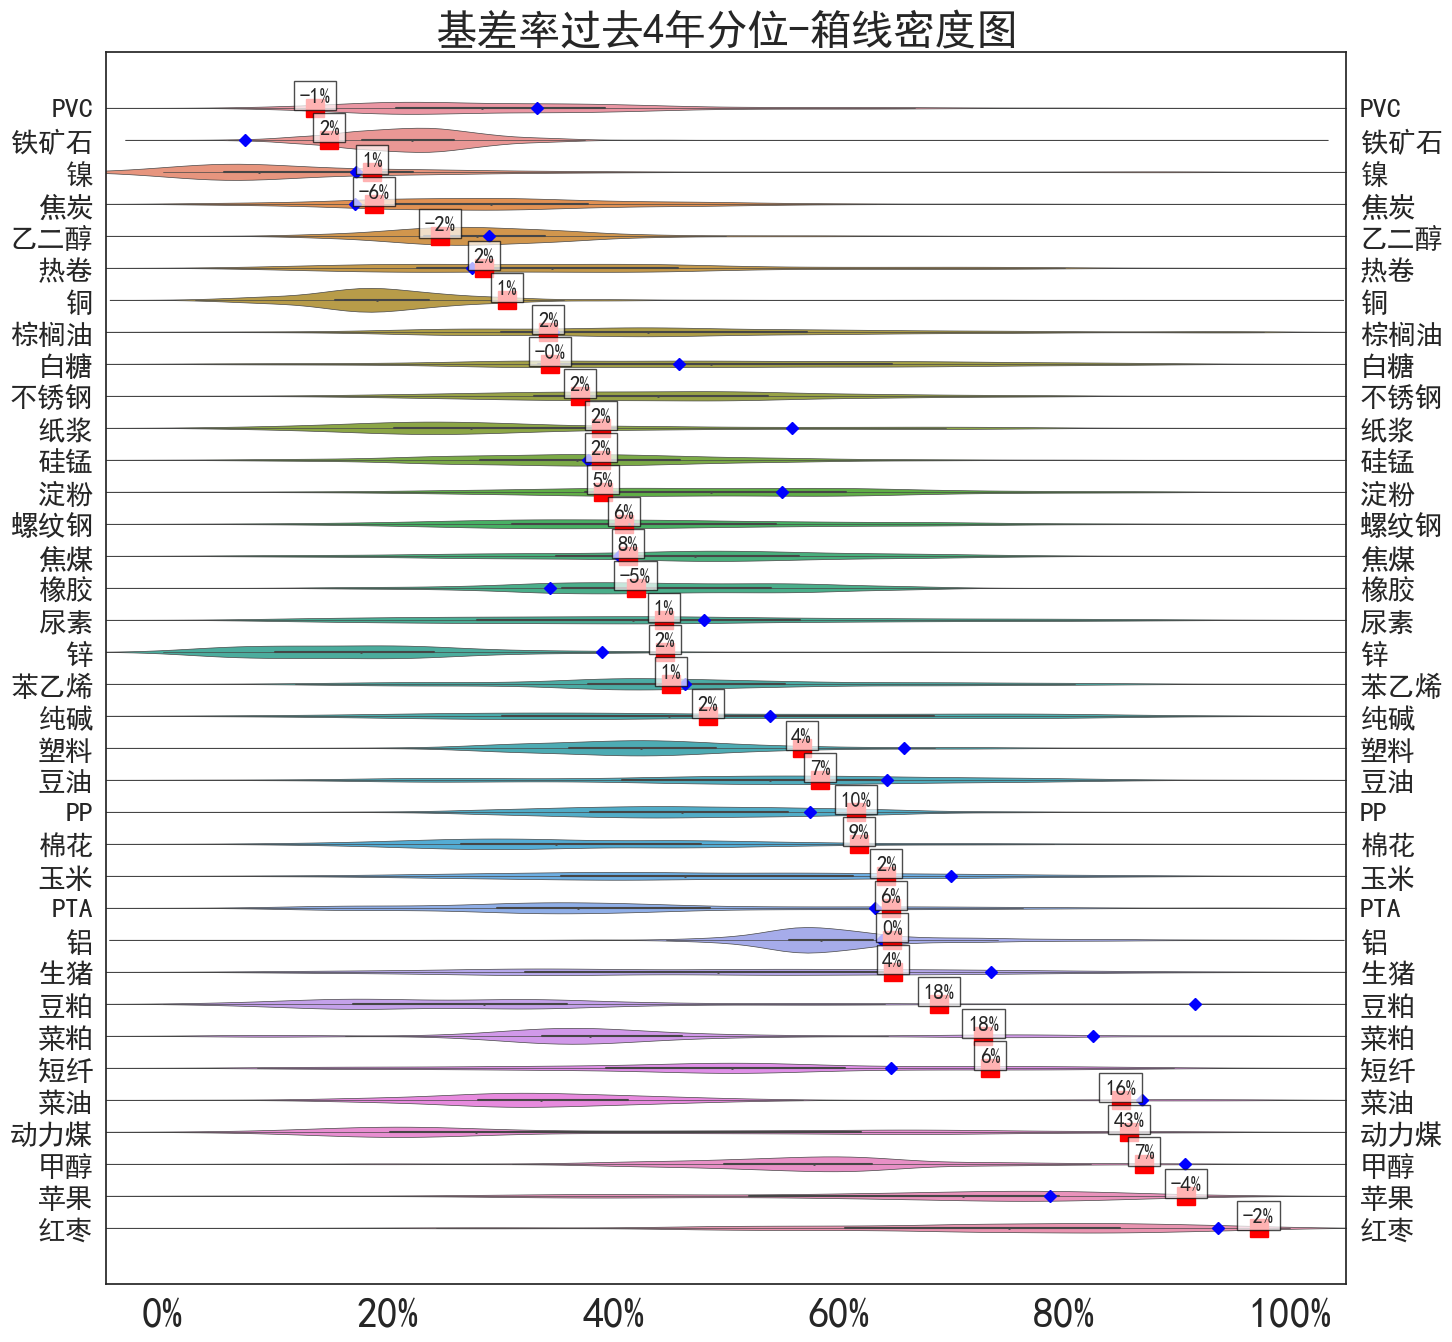 基差率过去4年分位-箱线密度图
PVC −1% PVC
铁矿石 2% 铁矿石
镍 1% 镍
焦炭 −6% 焦炭
乙二醇 −2% 乙二醇
热卷 2% 热卷
铜 1% 铜
棕榈油 2% 棕榈油
白糖 −0% 白糖
不锈钢 2% 不锈钢
纸浆 2% 纸浆
硅锰 2% 硅锰
淀粉 5% 淀粉
螺纹钢 6% 螺纹钢
焦煤 8% 焦煤
橡胶 −5% 橡胶
尿素 1% 尿素
锌 2% 锌
苯乙烯 1% 苯乙烯
纯碱 2% 纯碱
塑料 4% 塑料
豆油 7% 豆油
PP 10% PP
棉花 9% 棉花
玉米 2% 玉米
PTA 6% PTA
铝 0% 铝
生猪 4% 生猪
豆粕 18% 豆粕
菜粕 18% 菜粕
短纤 6% 短纤
菜油 16% 菜油
动力煤 43% 动力煤
甲醇 7% 甲醇
苹果 −4% 苹果
红枣 −2% 红枣
0% 20% 40% 60% 80% 100%